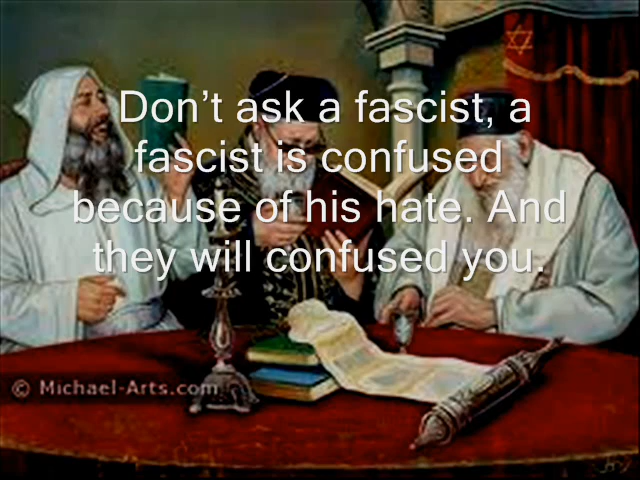 Don’t ask a fascist, a
fascist is confused
because of his hate. And
they will confused you.
© Michael-Arts.com